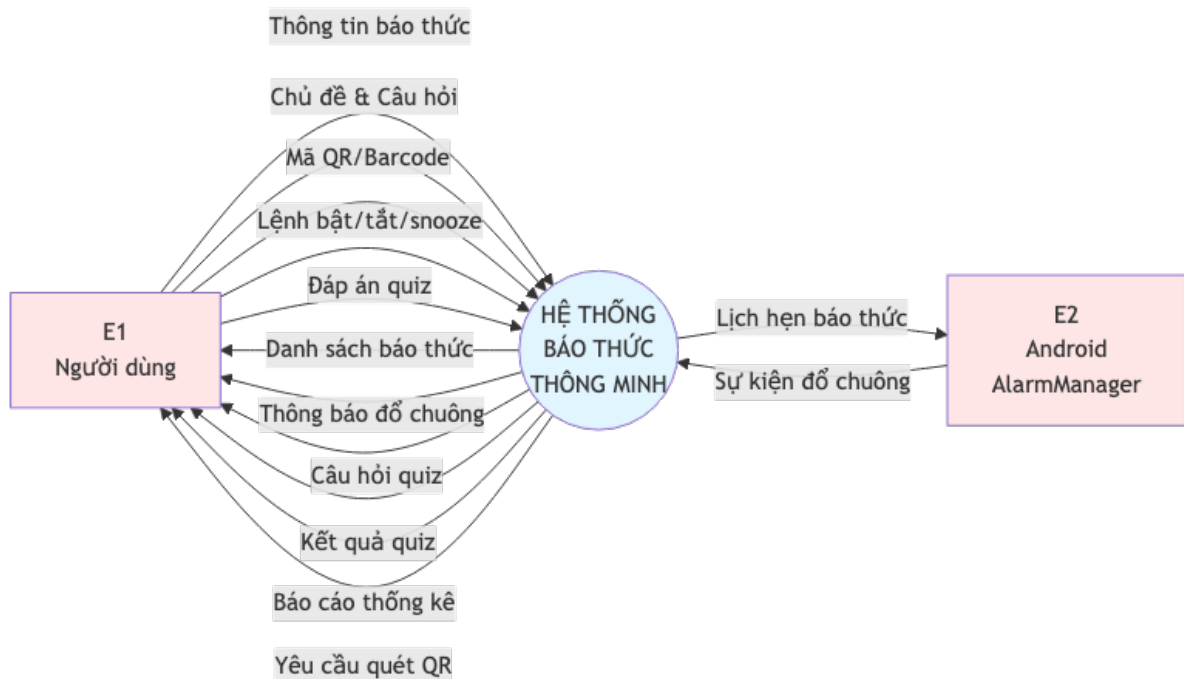 Thông tin báo thức
Chủ đề & Câu hỏi
Mã QR/Barcode
Lệnh bật/tắt/snooze
Đáp án quiz
Danh sách báo thức
Thông báo đổ chuông
Câu hỏi quiz
Kết quả quiz
Báo cáo thống kê
Yêu cầu quét QR
E1
Người dùng
HỆ THỐNG
BÁO THỨC
THÔNG MINH
Lịch hẹn báo thức
Sự kiện đổ chuông
E2
Android
AlarmManager